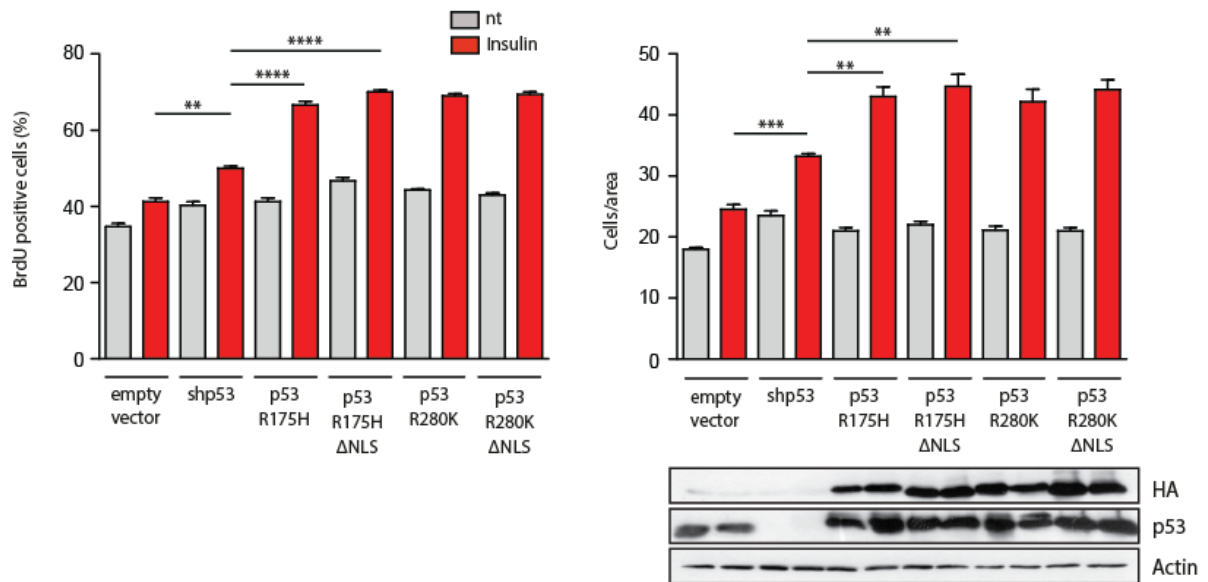 nt
Insulin
BrdU positive cells (%)
80
60
40
20
0
**
****
****
empty
vector
shp53
p53
R175H
p53
R175H
ΔNLS
p53
R280K
p53
R280K
ΔNLS
Cells/area
50
40
30
20
10
0
***
**
**
empty
vector
shp53
p53
R175H
p53
R175H
ΔNLS
p53
R280K
p53
R280K
ΔNLS
HA
p53
Actin